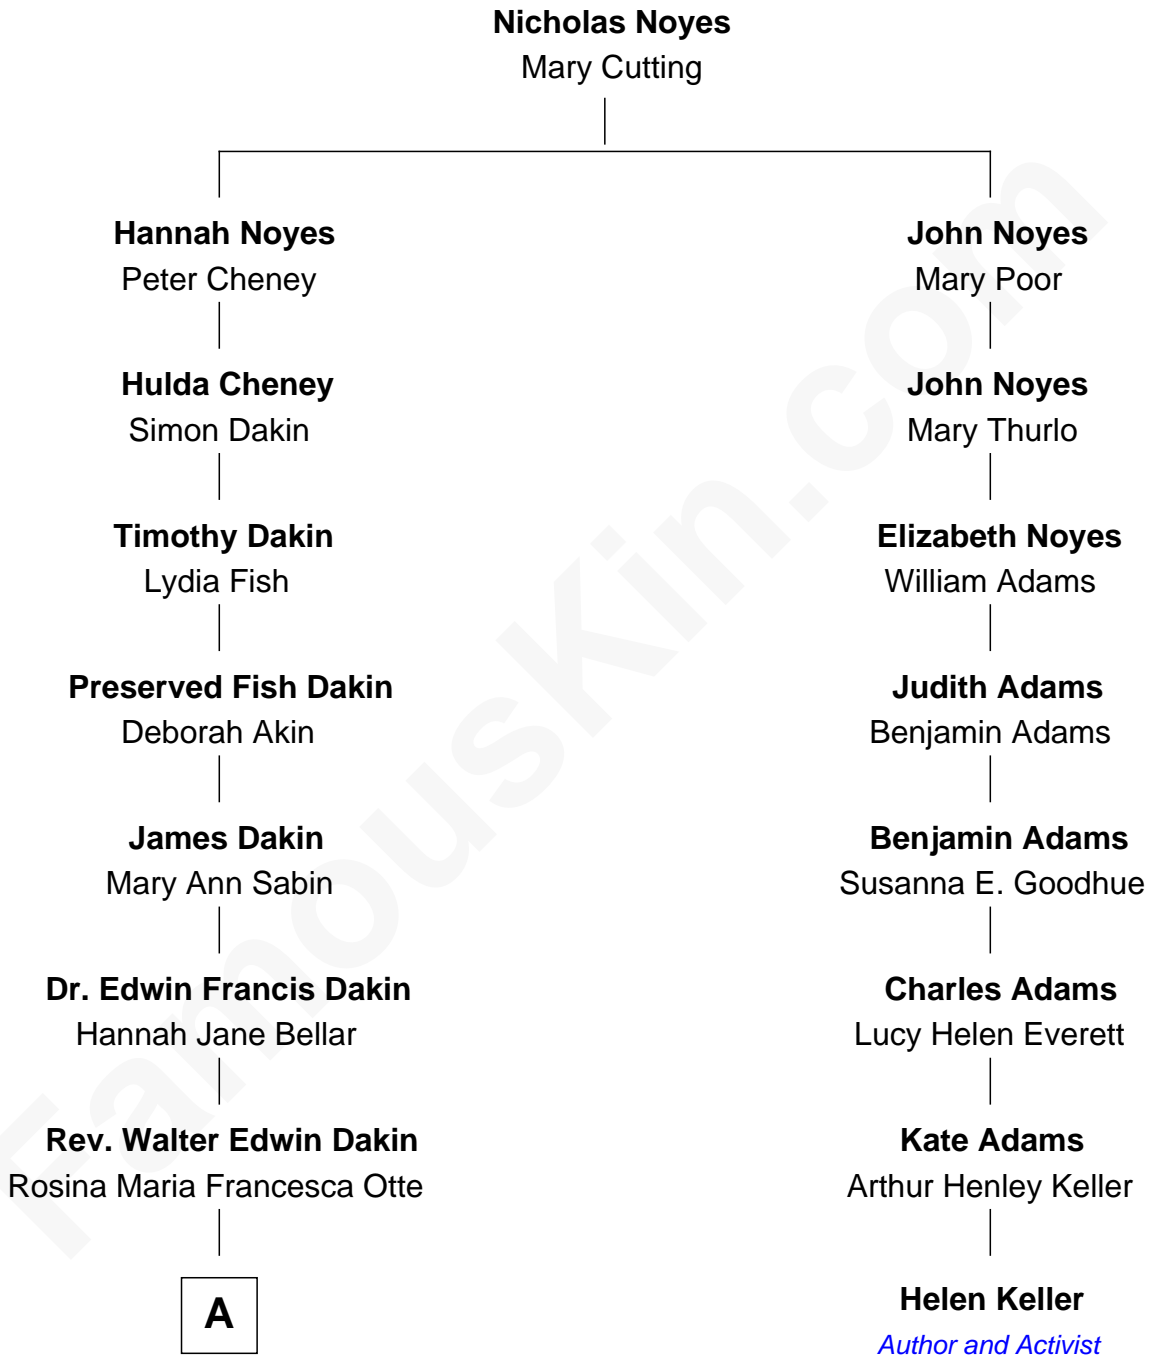 Nicholas Noyes
Mary Cutting
Hannah Noyes
Peter Cheney
John Noyes
Mary Poor
Hulda Cheney
Simon Dakin
John Noyes
Mary Thurlo
Timothy Dakin
Lydia Fish
Elizabeth Noyes
William Adams
Preserved Fish Dakin
Deborah Akin
Judith Adams
Benjamin Adams
James Dakin
Mary Ann Sabin
Benjamin Adams
Susanna E. Goodhue
Dr. Edwin Francis Dakin
Hannah Jane Bellar
Charles Adams
Lucy Helen Everett
Rev. Walter Edwin Dakin
Rosina Maria Francesca Otte
Kate Adams
Arthur Henley Keller
A
Helen Keller
Author and Activist
FamousKin.com